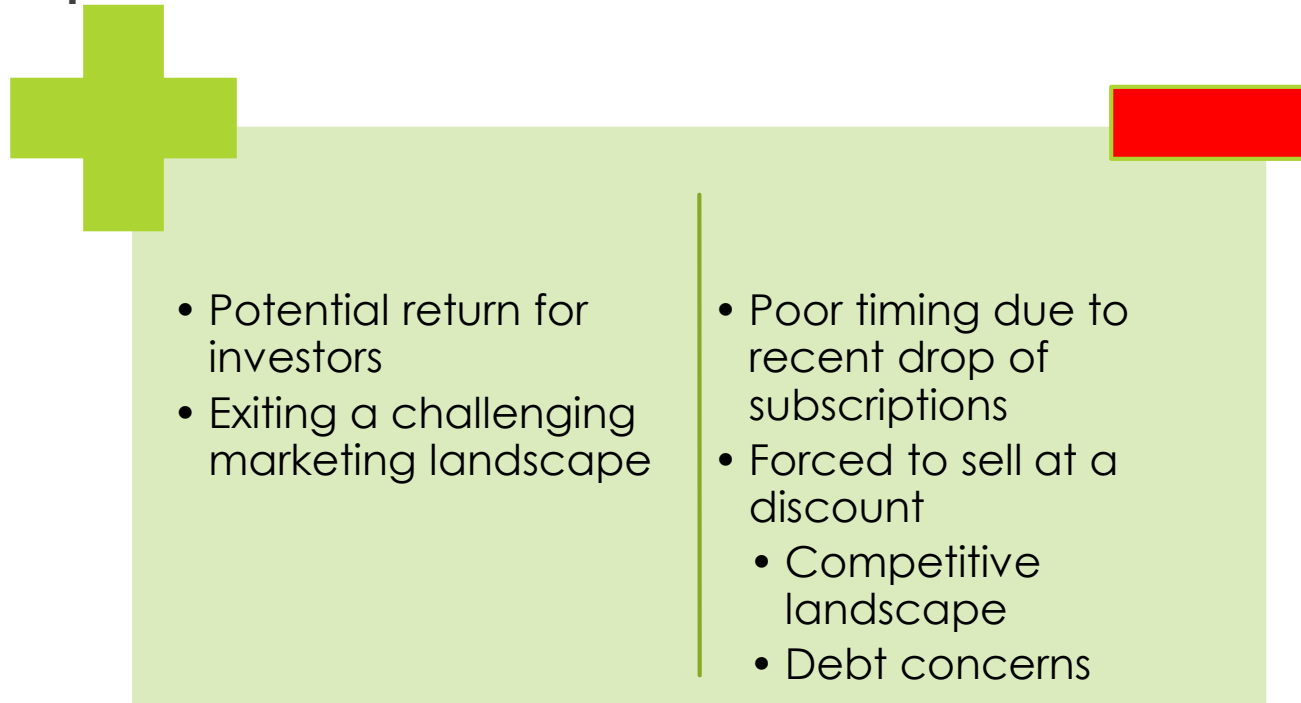 • Potential return for
investors
• Exiting a challenging
marketing landscape
• Poor timing due to
recent drop of
subscriptions
• Forced to sell at a
discount
• Competitive
landscape
• Debt concerns